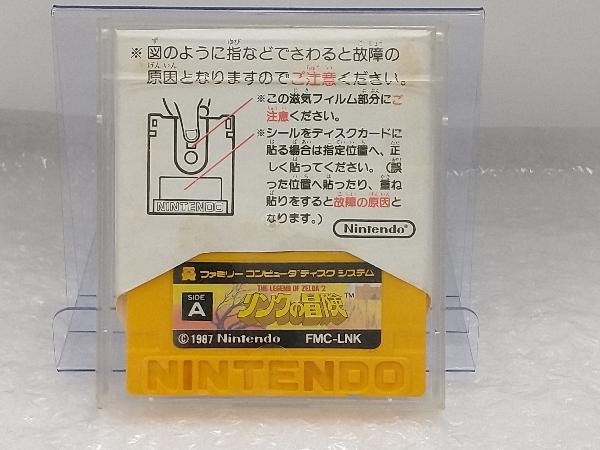 ※図のように指などでさわると故障の
原因となりますのでご注意ください。
※この滋気フィルム部分にご
注意ください。
※シールをディスクカードに
貼る場合は指定位置へ、正
しく貼ってください。(誤
った位置へ貼ったり、重ね
貼りをすると故障の原因と
なります。)
NINTENDO
Nintendo®
ファミリー コンピュータ ディスク システム
THE LEGEND OF ZELDA 2
SIDE
A
リンクの冒険™
©1987 Nintendo FMC-LNK
NINTENDO